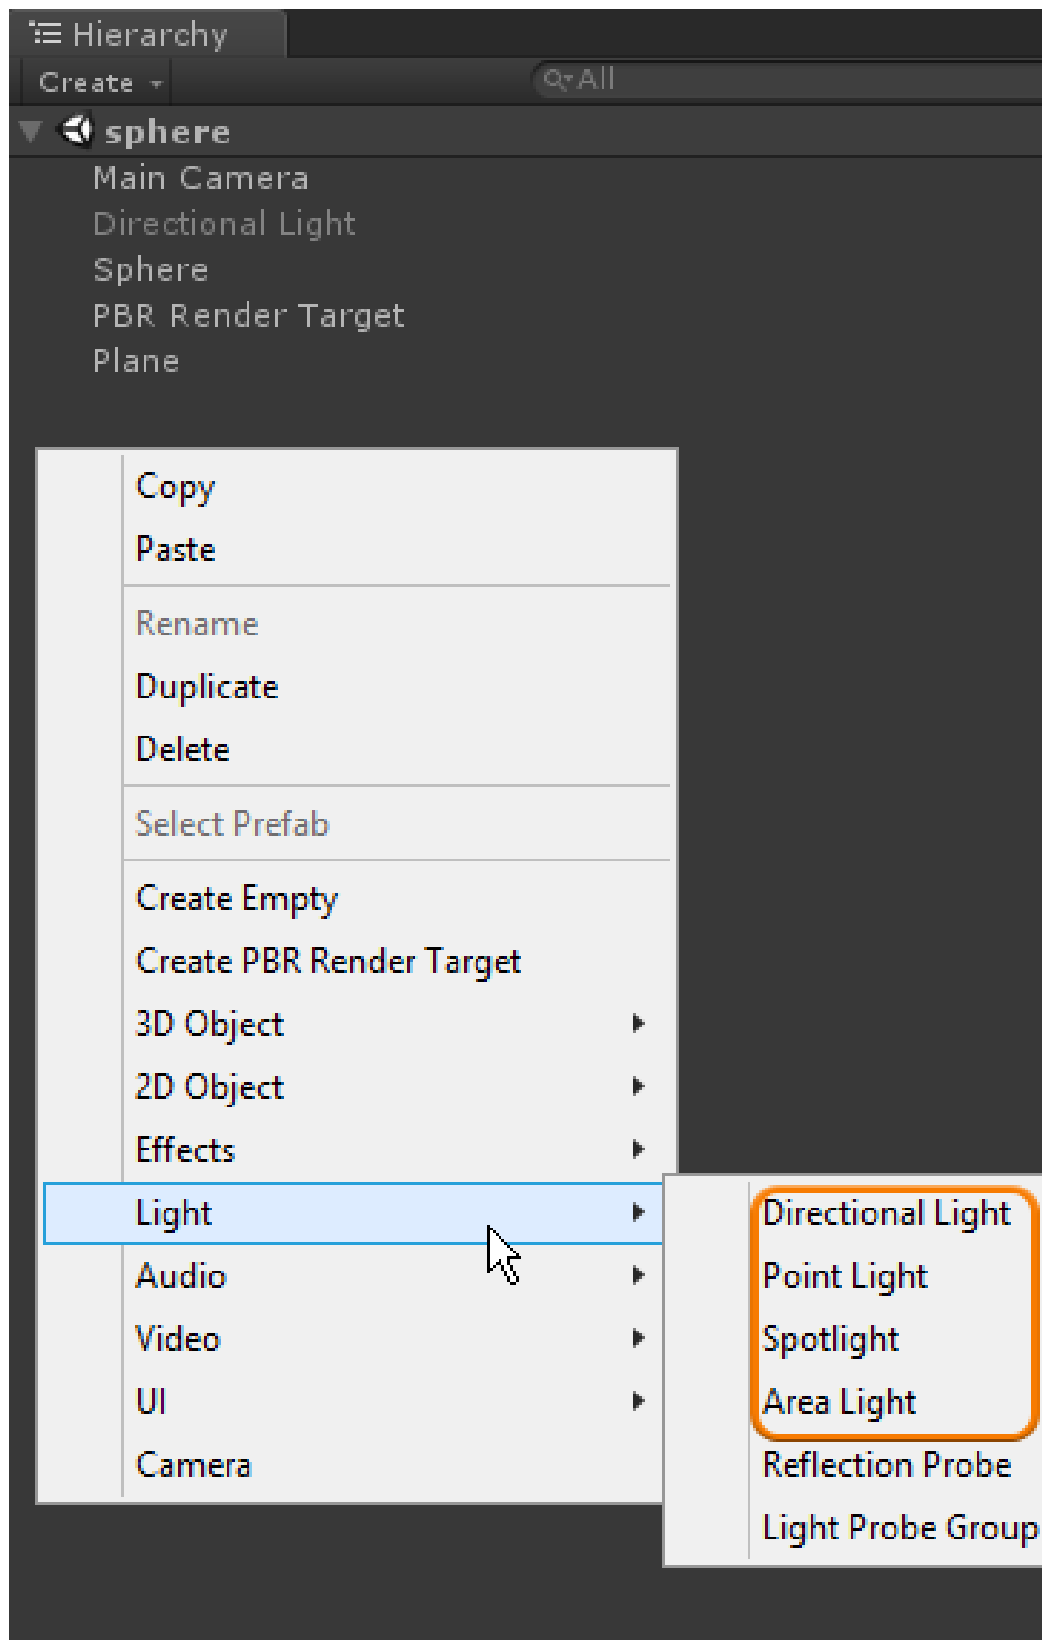 Hierarchy
Create
All
sphere
Main Camera
Directional Light
Sphere
PBR Render Target
Plane
Copy
Paste
Rename
Duplicate
Delete
Select Prefab
Create Empty
Create PBR Render Target
3D Object
2D Object
Effects
Light
Audio
Video
UI
Camera
Directional Light
Point Light
Spotlight
Area Light
Reflection Probe
Light Probe Group